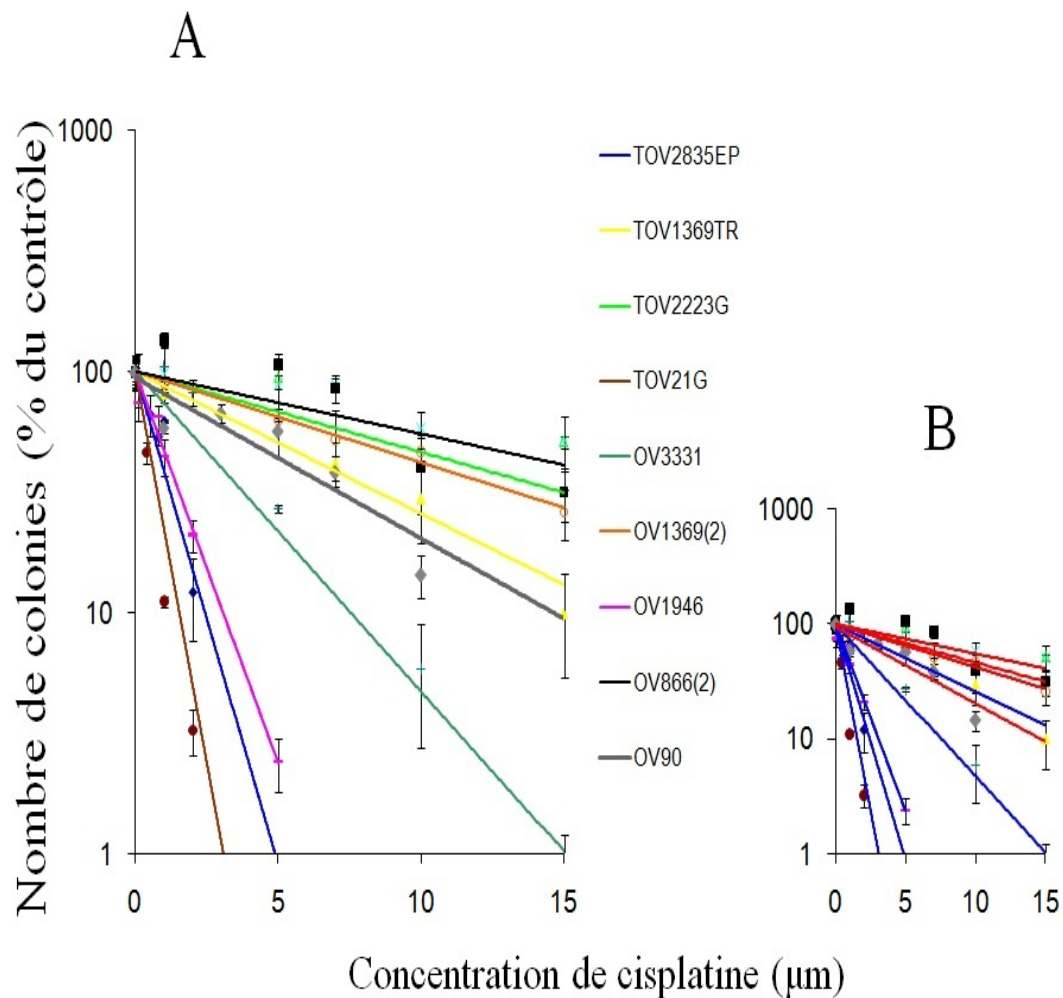 A
Nombre de colonies (% du contrôle)
1000
100
10
1
0
5
10
15
TOV2835EP
TOV1369TR
TOV2223G
TOV21G
OV3331
OV1369(2)
OV1946
OV866(2)
OV90
B
1000
100
10
1
0
5
10
15
Concentration de cisplatine (µm)